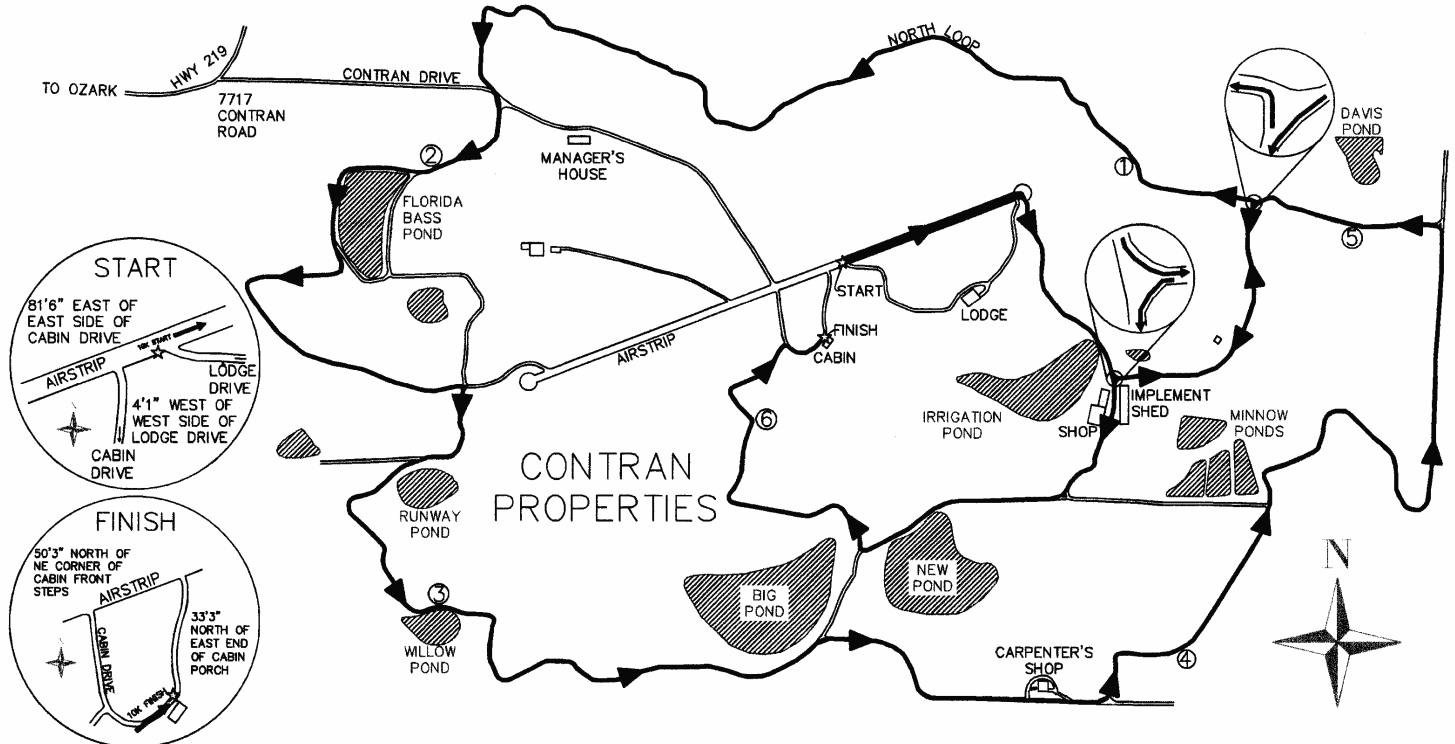 NORTH LOOP
HWY 219
TO OZARK
CONTRAN DRIVE
7717
CONTRAN
ROAD
DAVIS
POND
MANAGER'S
HOUSE
2
1
FLORIDA
BASS
POND
5
START
81'6" EAST OF
EAST SIDE OF
CABIN DRIVE
10K START
AIRSTRIP
LODGE
DRIVE
4'1" WEST OF
WEST SIDE OF
LODGE DRIVE
CABIN
DRIVE
START
LODGE
FINISH
CABIN
AIRSTRIP
IMPLEMENT
SHED
IRRIGATION
POND
SHOP
MINNOW
PONDS
6
CONTRAN
PROPERTIES
RUNWAY
POND
FINISH
50'3" NORTH OF
NE CORNER OF
CABIN FRONT
STEPS
AIRSTRIP
33'3"
NORTH OF
EAST END
OF CABIN
PORCH
CABIN DRIVE
10K FINISH
N
NEW
POND
BIG
POND
3
WILLOW
POND
CARPENTER'S
SHOP
4